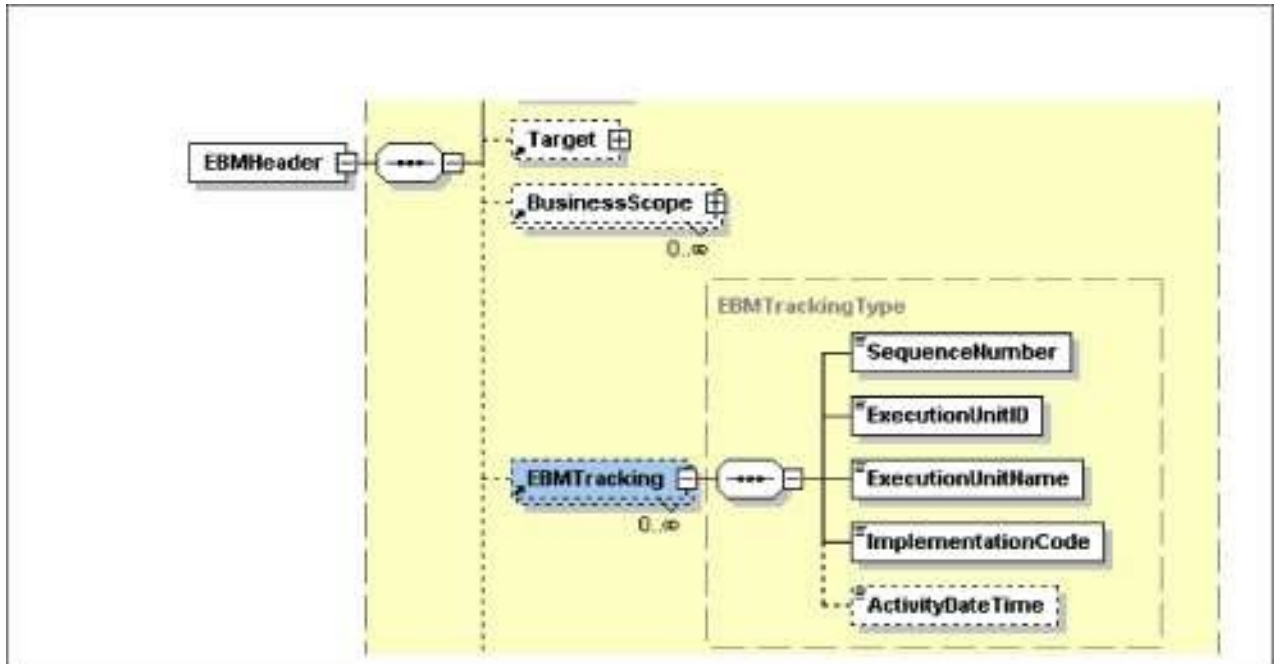 Target
EBMHeader
BusinessScope
0..∞
EBMTrackingType
SequenceNumber
ExecutionUnitID
EBMTracking
ExecutionUnitName
0..∞
ImplementationCode
ActivityDateTime